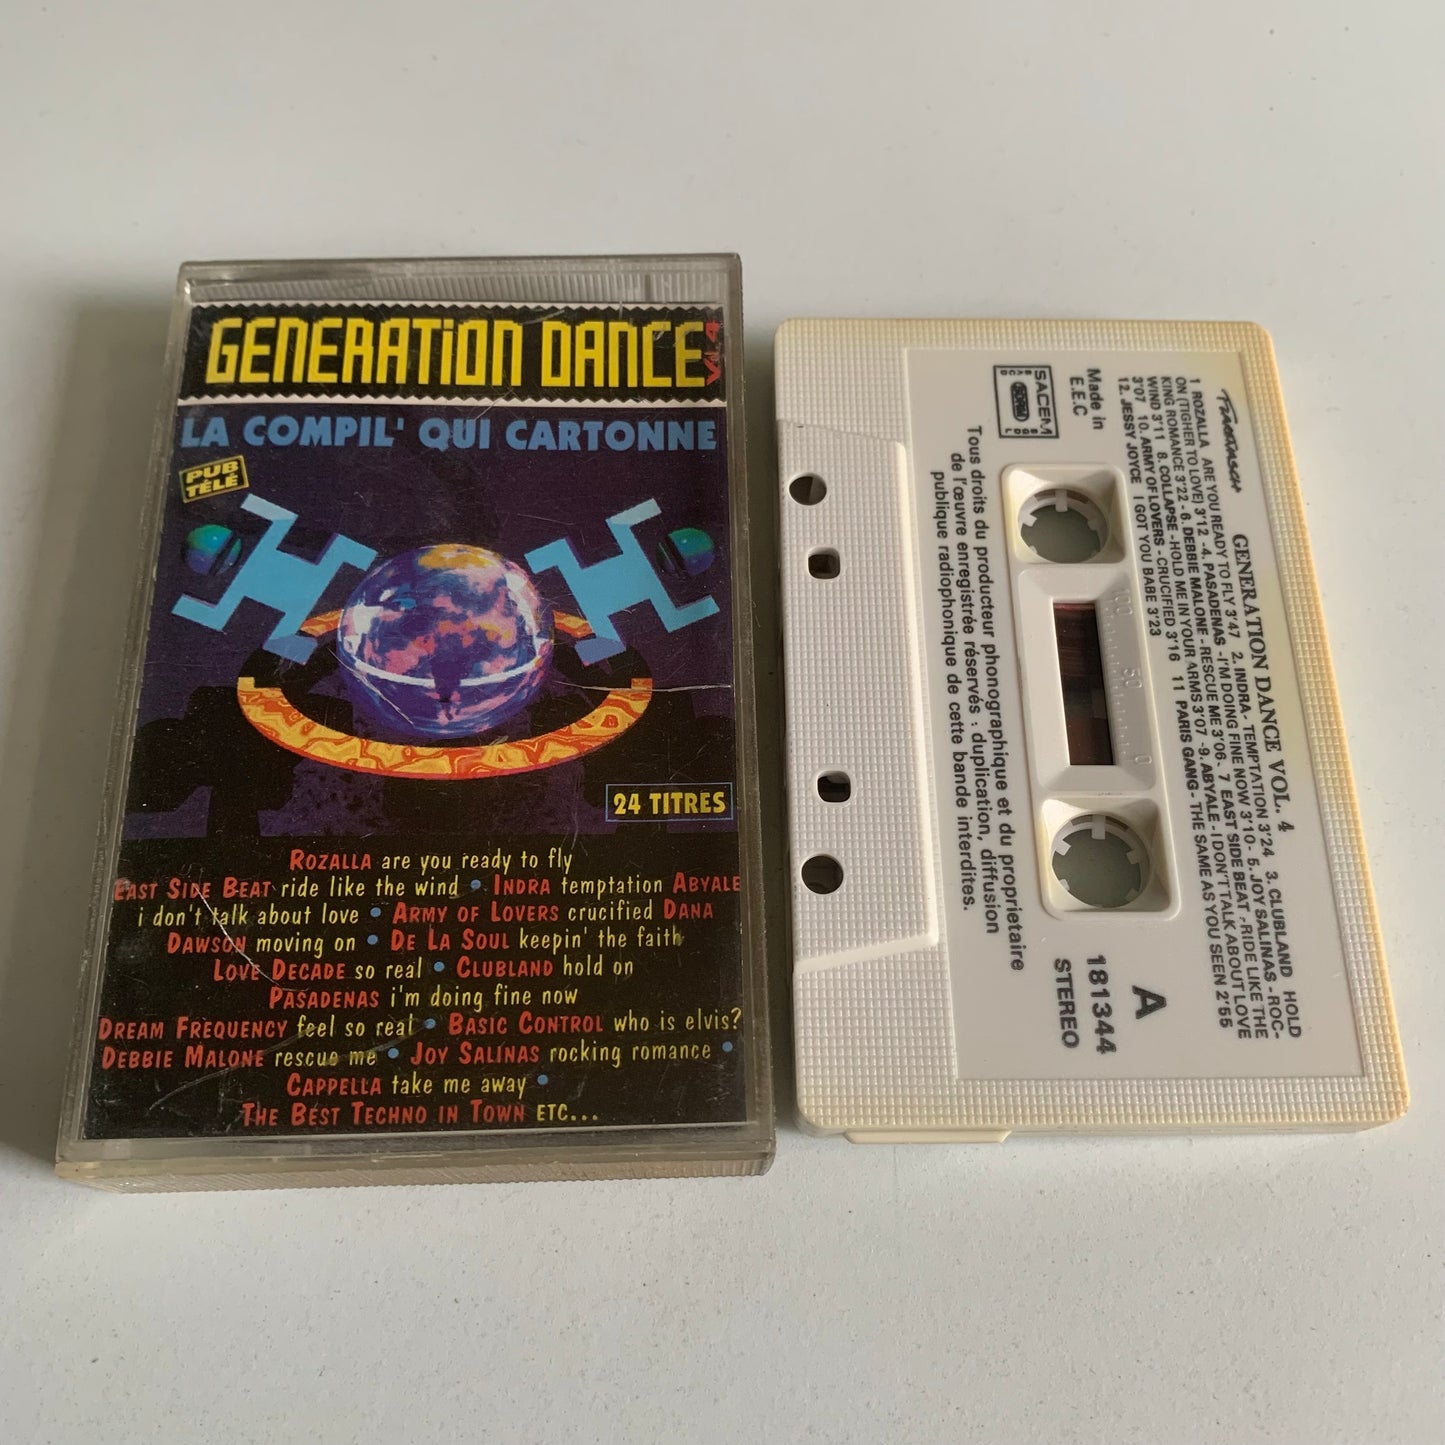 GENERATION DANCE VL.4
LA COMPIL' QUI CARTONNE
PUB
TÉLÉ
24 TITRES
ROZALLA are you ready to fly
EAST SIDE BEAT ride like the wind • INDRA temptation ABYALE
i don't talk about love • ARMY OF LOVERS crucified DANA
DAWSON moving on • DE LA SOUL keepin' the faith
LOVE DECADE so real • CLUBLAND hold on
PASADENAS i'm doing fine now
DREAM FREQUENCY feel so real • BASIC CONTROL who is elvis?
DEBBIE MALONE rescue me • JOY SALINAS rocking romance •
CAPPELLA take me away •
THE BEST TECHNO IN TOWN ETC...
GENERATION DANCE VOL. 4
1 ROZALLA ARE YOU READY TO FLY 3'47 2. INDRA - TEMPTATION 3'24 3. CLUBLAND HOLD
ON (TIGHER TO LOVE) 3'12 - 4. PASADENAS - I'M DOING FINE NOW 3'10 - 5. JOY SALINAS - ROC-
KING ROMANCE 3'22 - 6. DEBBIE MALONE - RESCUE ME 3'06 - 7 EAST SIDE BEAT - RIDE LIKE THE
WIND 3'11 8. COLLAPSE - HOLD ME IN YOUR ARMS 3'07 - 9. ABYALE - I DON'T TALK ABOUT LOVE
3'07 10. ARMY OF LOVERS - CRUCIFIED 3'16 11 PARIS GANG - THE SAME AS YOU SEEN 2'55
12. JESSY JOYCE I GOT YOU BABE 3'23
Made in
E.E.C
SACEM
100 50 0
A
181344
STEREO
Tous droits du producteur phonographique et du proprietaire
de l'œuvre enregistrée réservés : duplication, diffusion
publique radiophonique de cette bande interdites.